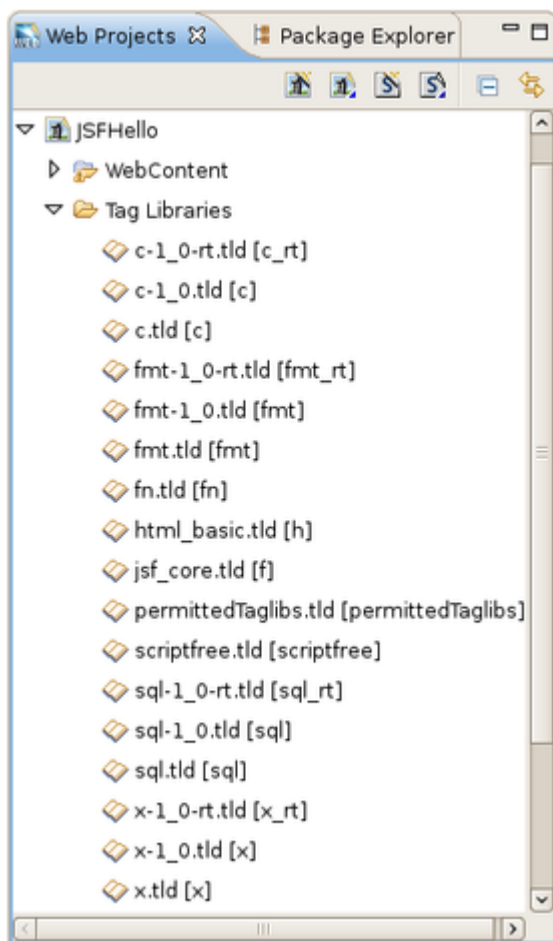 Web Projects
Package Explorer
JSFHello
WebContent
Tag Libraries
c-1_0-rt.tld [c_rt]
c-1_0.tld [c]
c.tld [c]
fmt-1_0-rt.tld [fmt_rt]
fmt-1_0.tld [fmt]
fmt.tld [fmt]
fn.tld [fn]
html_basic.tld [h]
jsf_core.tld [f]
permittedTaglibs.tld [permittedTaglibs]
scriptfree.tld [scriptfree]
sql-1_0-rt.tld [sql_rt]
sql-1_0.tld [sql]
sql.tld [sql]
x-1_0-rt.tld [x_rt]
x-1_0.tld [x]
x.tld [x]